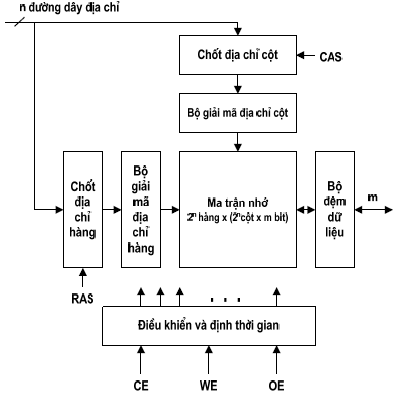 n đường dây địa chỉ
Chốt địa chỉ cột
CAS
Bộ giải mã địa chỉ cột
Chốt
địa
chỉ
hàng
Bộ
giải
mã
địa
chỉ
hàng
Ma trận nhớ
2ⁿ hàng x (2ⁿ cột x m bit)
Bộ
đệm
dữ
liệu
m
RAS
. . .
Điều khiển và định thời gian
CE
WE
OE